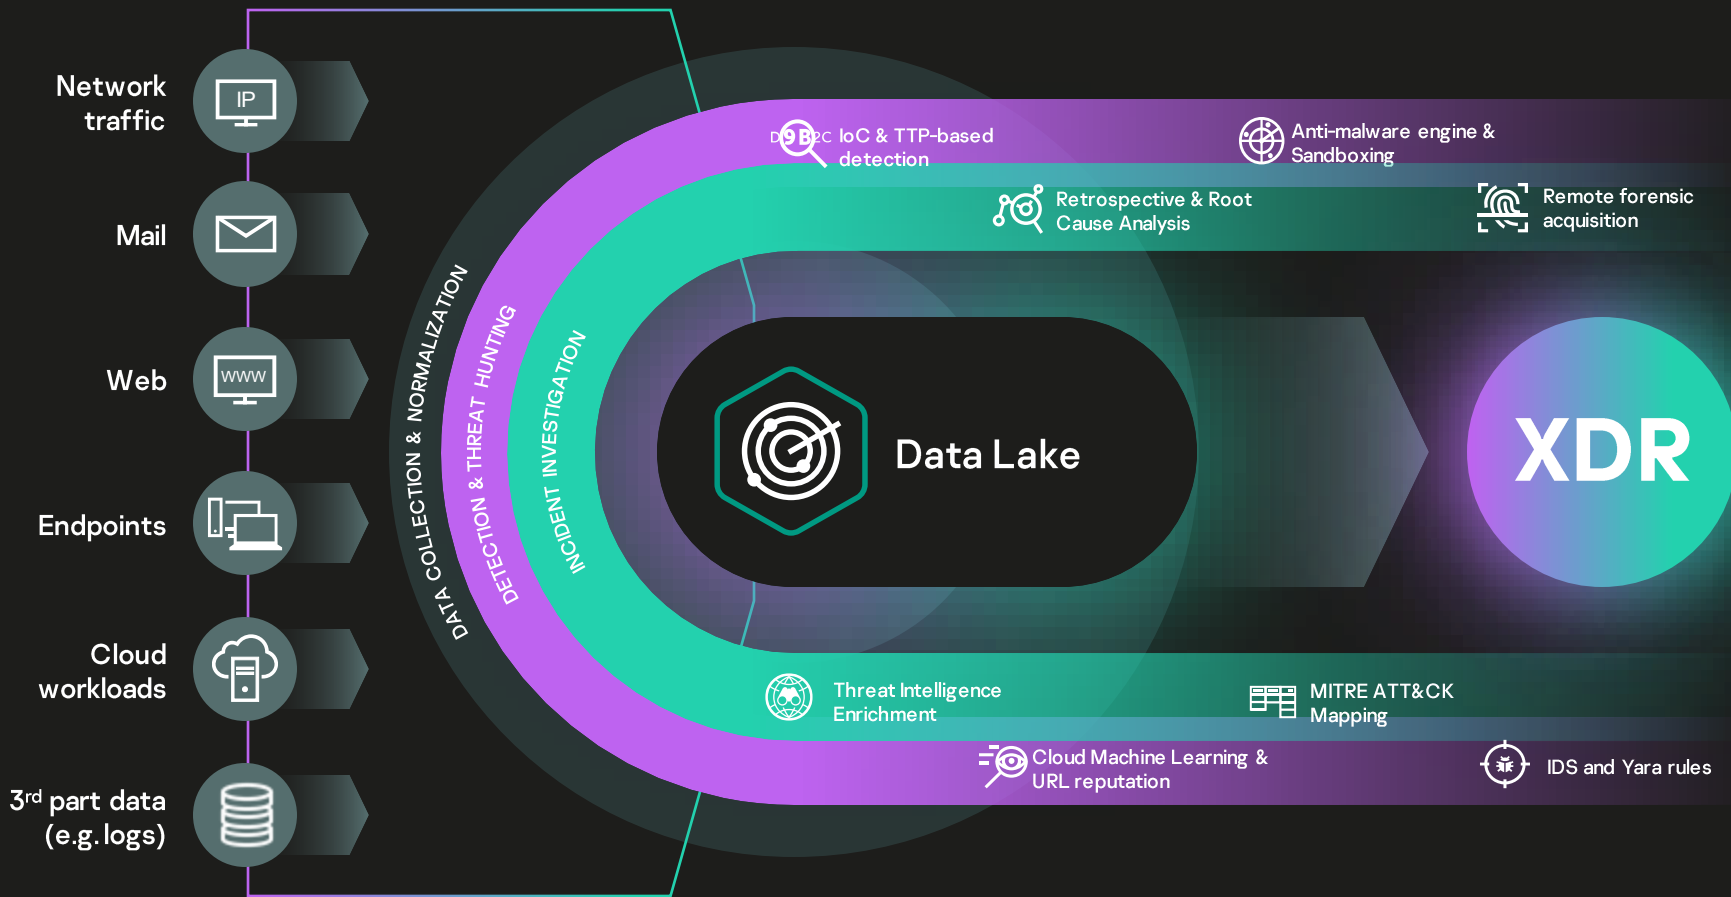 Network
traffic
IP
Mail
Web
WWW
Endpoints
Cloud
workloads
3rd part data
(e.g. logs)
DATA COLLECTION & NORMALIZATION
DETECTION & THREAT HUNTING
INCIDENT INVESTIGATION
9B
IoC & TTP-based
detection
Anti-malware engine &
Sandboxing
Retrospective & Root
Cause Analysis
Remote forensic
acquisition
Data Lake
XDR
Threat Intelligence
Enrichment
MITRE ATT&CK
Mapping
Cloud Machine Learning &
URL reputation
IDS and Yara rules